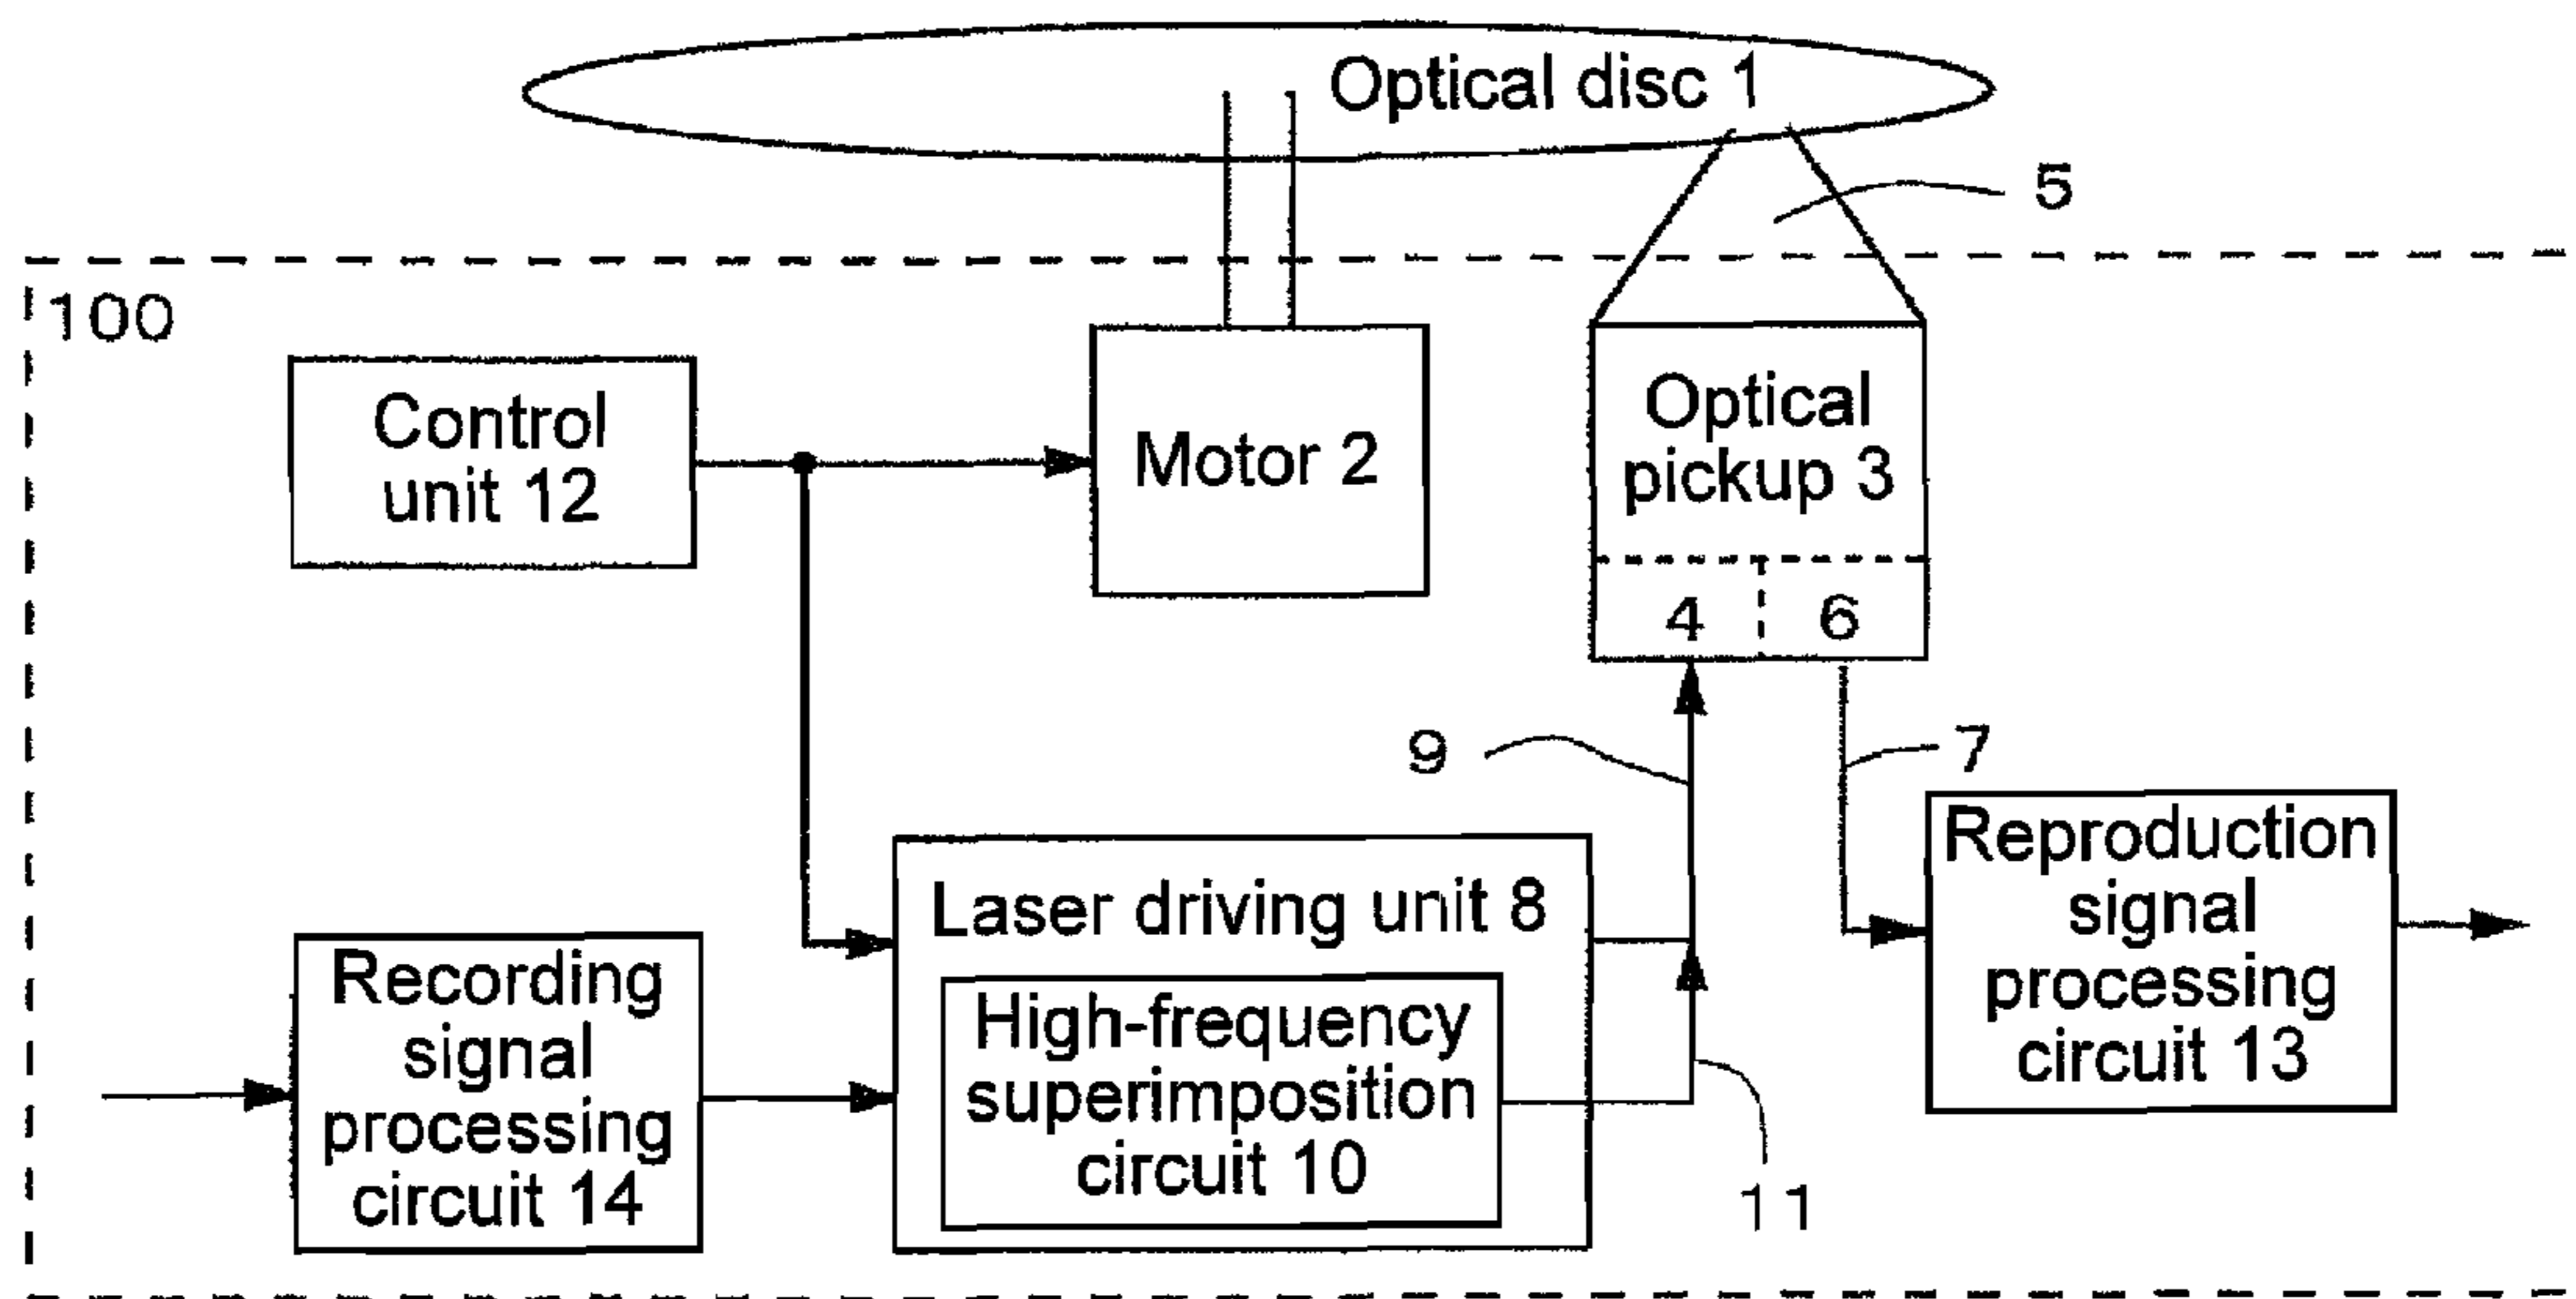 Optical disc 1
5
100
Control
unit 12
Motor 2
Optical
pickup 3
4
6
9
7
Laser driving unit 8
High-frequency
superimposition
circuit 10
11
Recording
signal
processing
circuit 14
Reproduction
signal
processing
circuit 13